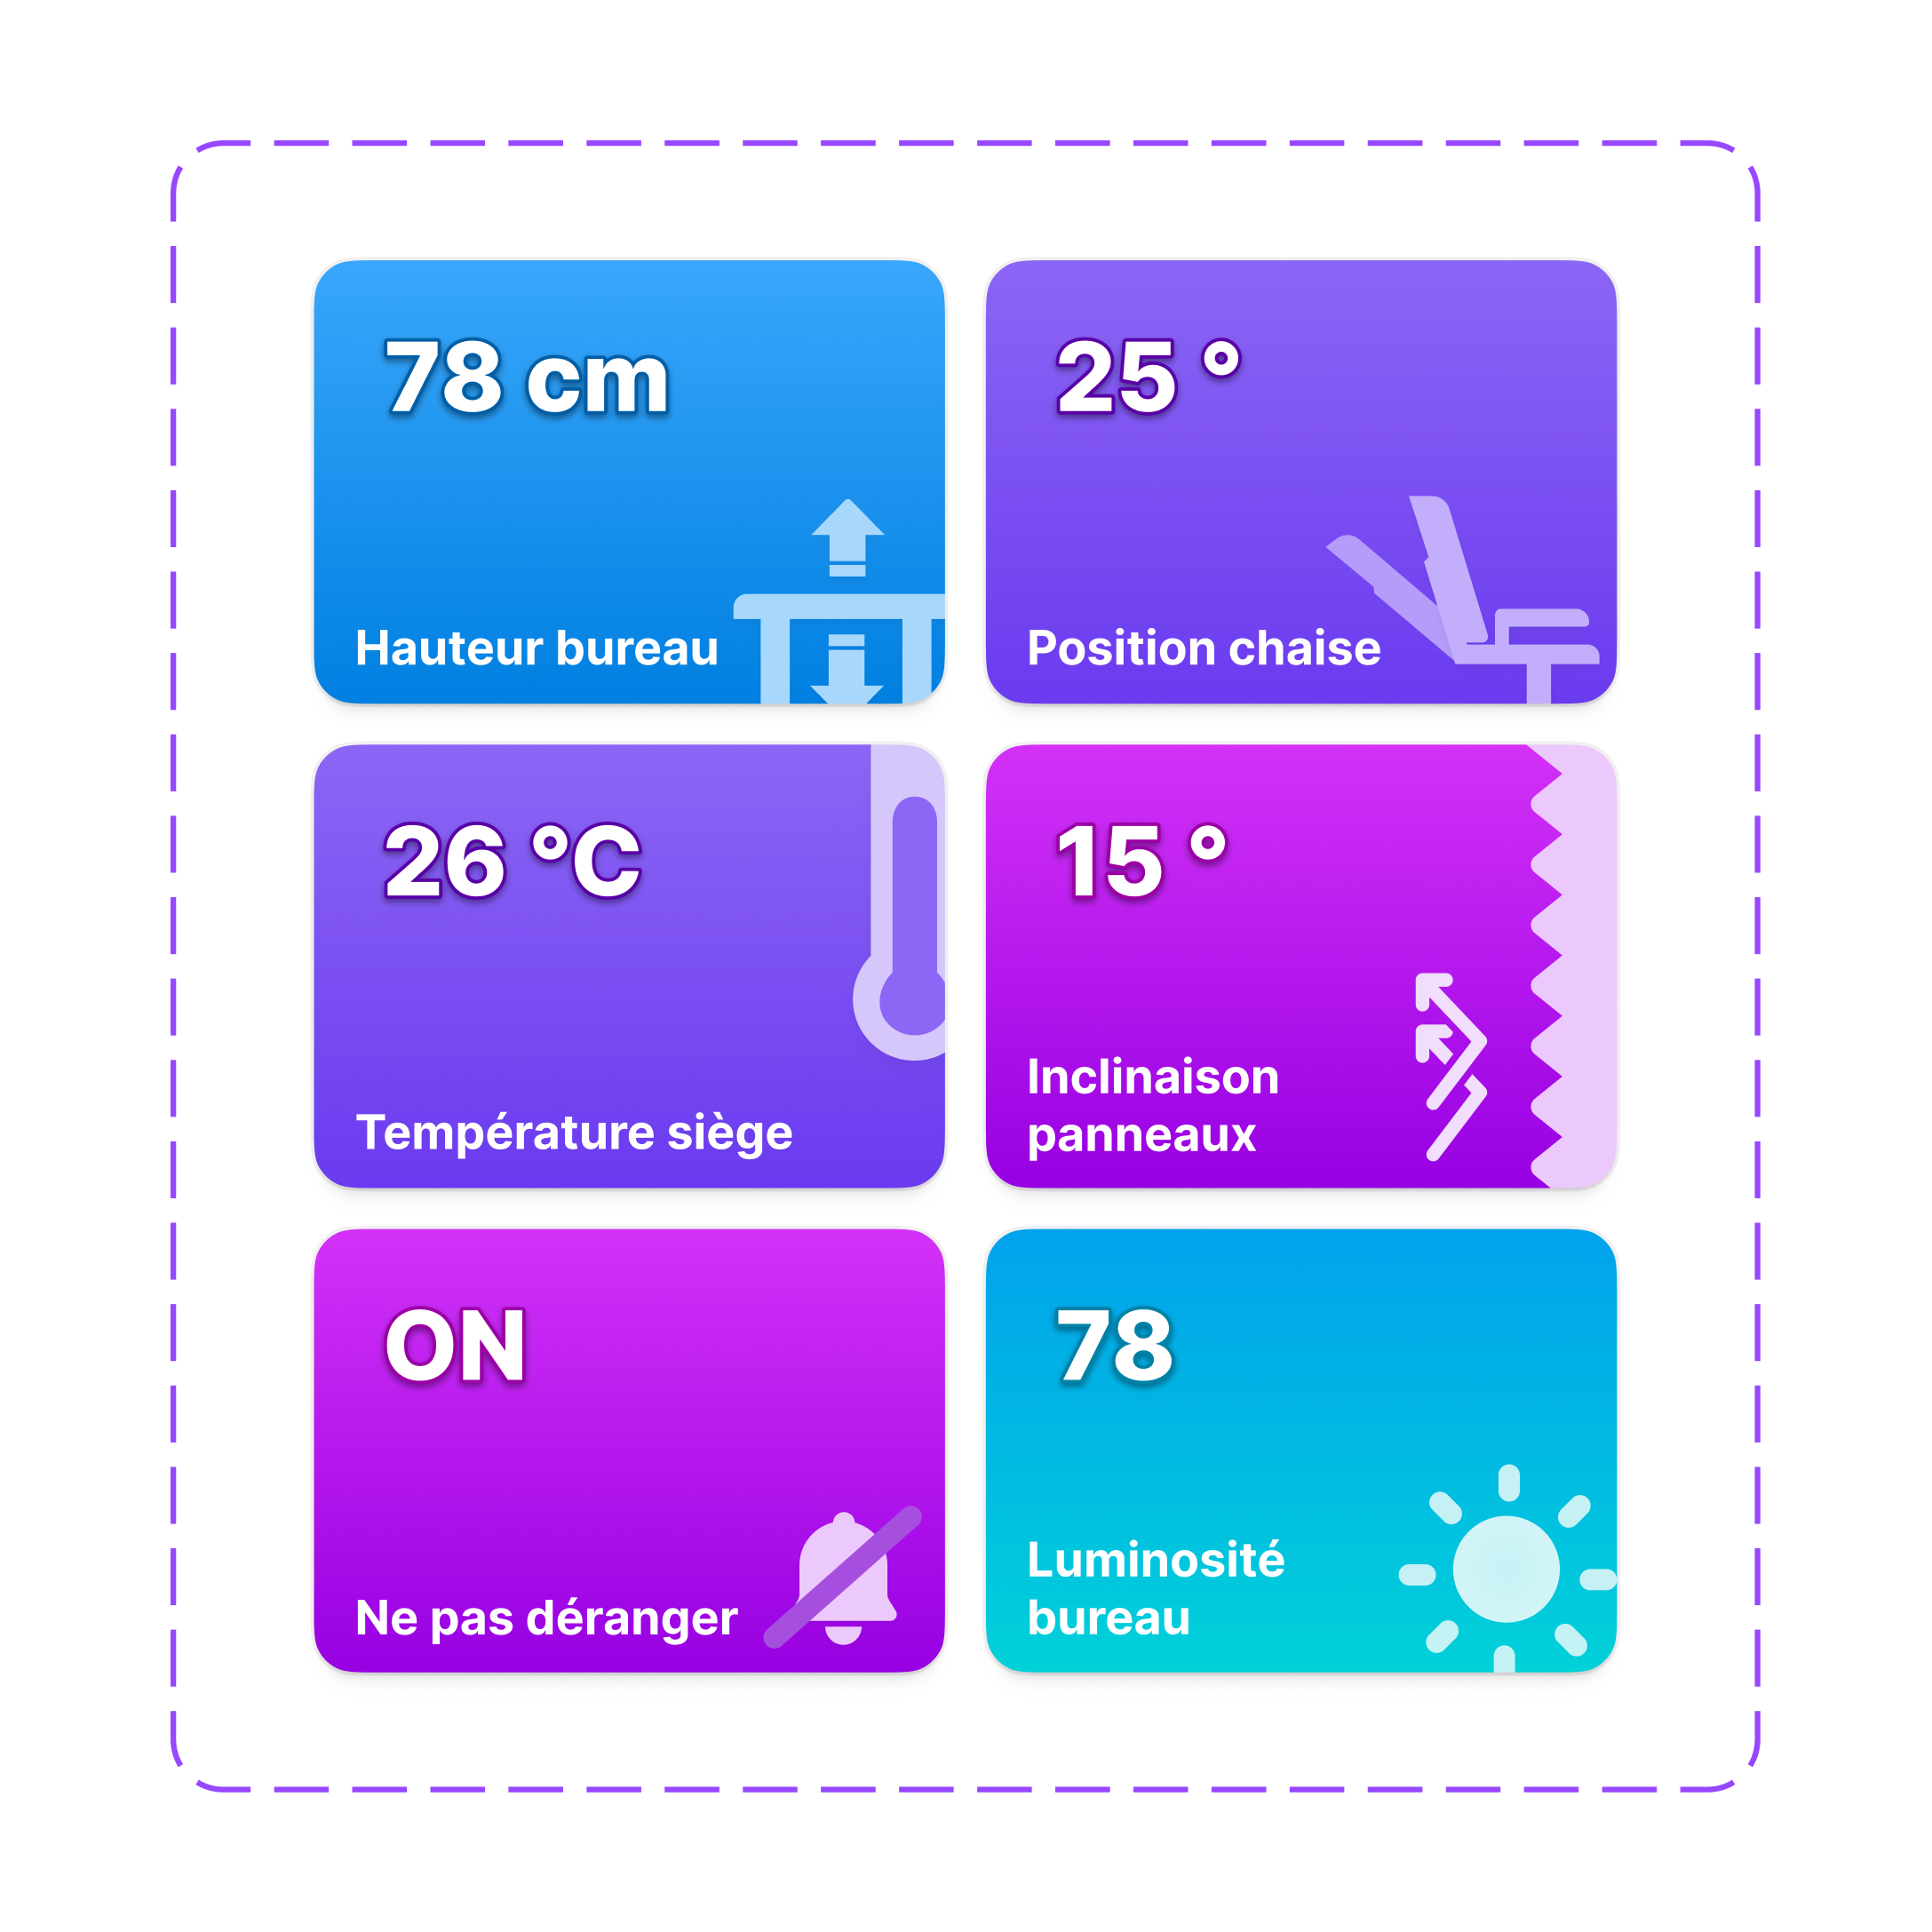 78 cm
Hauteur bureau
25 °
Position chaise
26 °C
Température siège
15 °
Inclinaison
panneaux
ON
Ne pas déranger
78
Luminosité
bureau